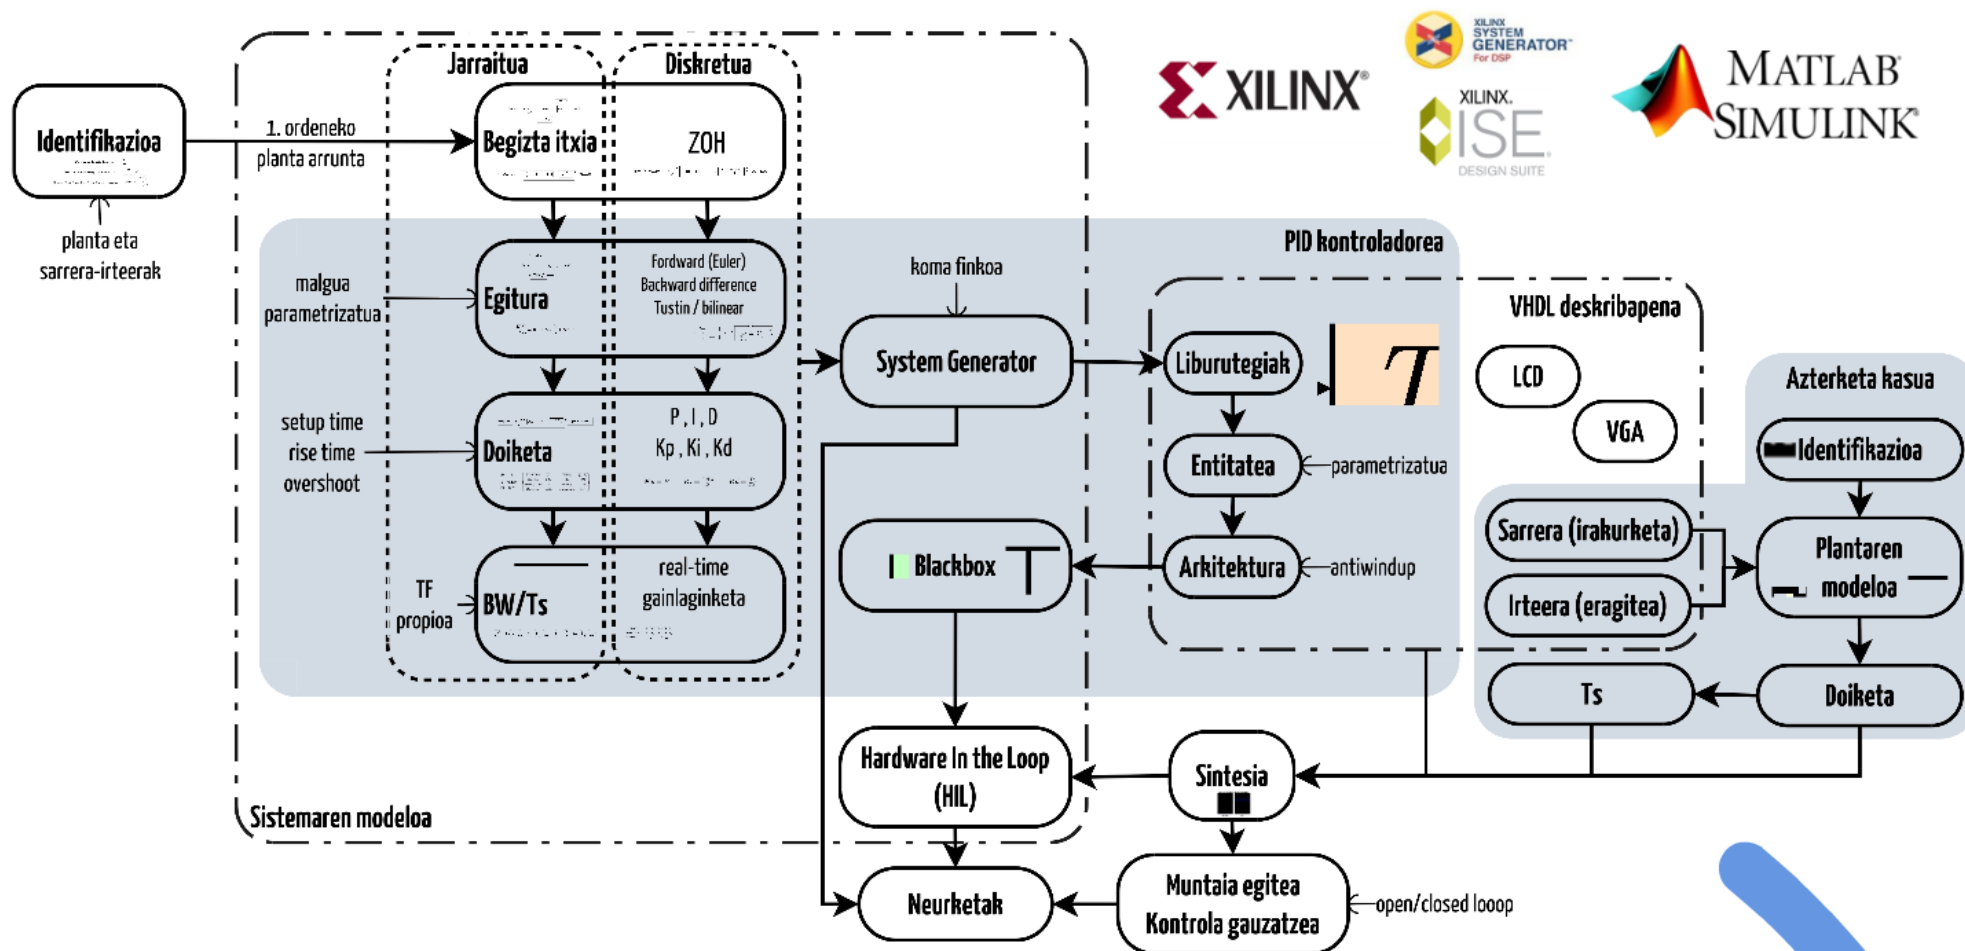 Jarraitua
Diskretua
Identifikazioa
1. ordeneko
planta arrunta
Begizta itxia
ZOH
planta eta
sarrera-irteerak
XILINX®
XILINX
SYSTEM
GENERATOR™
For DSP
XILINX.
ISE.
DESIGN SUITE
MATLAB®
SIMULINK®
PID kontroladorea
malgua
parametrizatua
Egitura
Fordward (Euler)
Backward difference
Tustin / bilinear
koma finkoa
System Generator
VHDL deskribapena
Liburutegiak
T
LCD
VGA
Entitatea
parametrizatua
Arkitektura
antiwindup
Azterketa kasua
Identifikazioa
Sarrera (irakurketa)
Irteera (eragitea)
Plantaren
modeloa
Ts
Doiketa
setup time
rise time
overshoot
Doiketa
P , I , D
Kp , Ki , Kd
TF
propioa
BW/Ts
real-time
gainlaginketa
Blackbox
Hardware In the Loop
(HIL)
Sintesia
Sistemaren modeloa
Neurketak
Muntaia egitea
Kontrola gauzatzea
open/closed looop